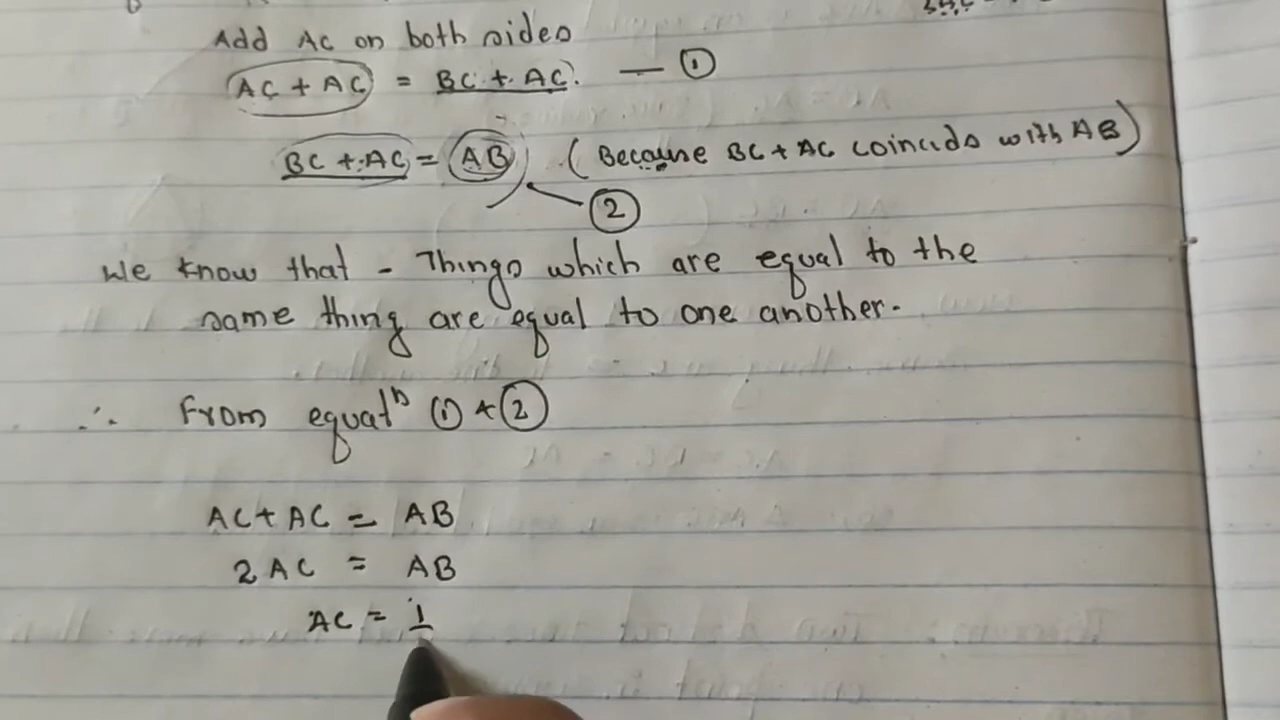 Add AC on both sides
AC + AC = BC + AC. — ①
BC + AC = AB (Because BC + AC coincids with AB)
②
We know that - Things which are equal to the
same thing are equal to one another.
∴ From equatⁿ ① & ②
AC + AC = AB
2 AC = AB
AC = 1